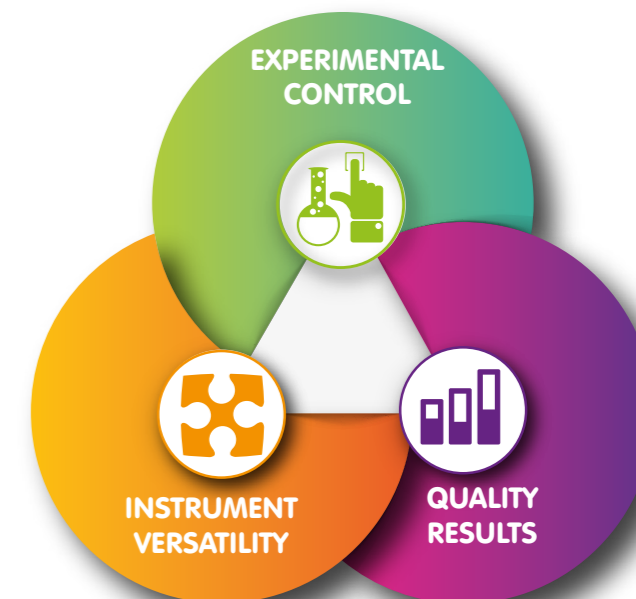 EXPERIMENTAL
CONTROL
INSTRUMENT
VERSATILITY
QUALITY
RESULTS